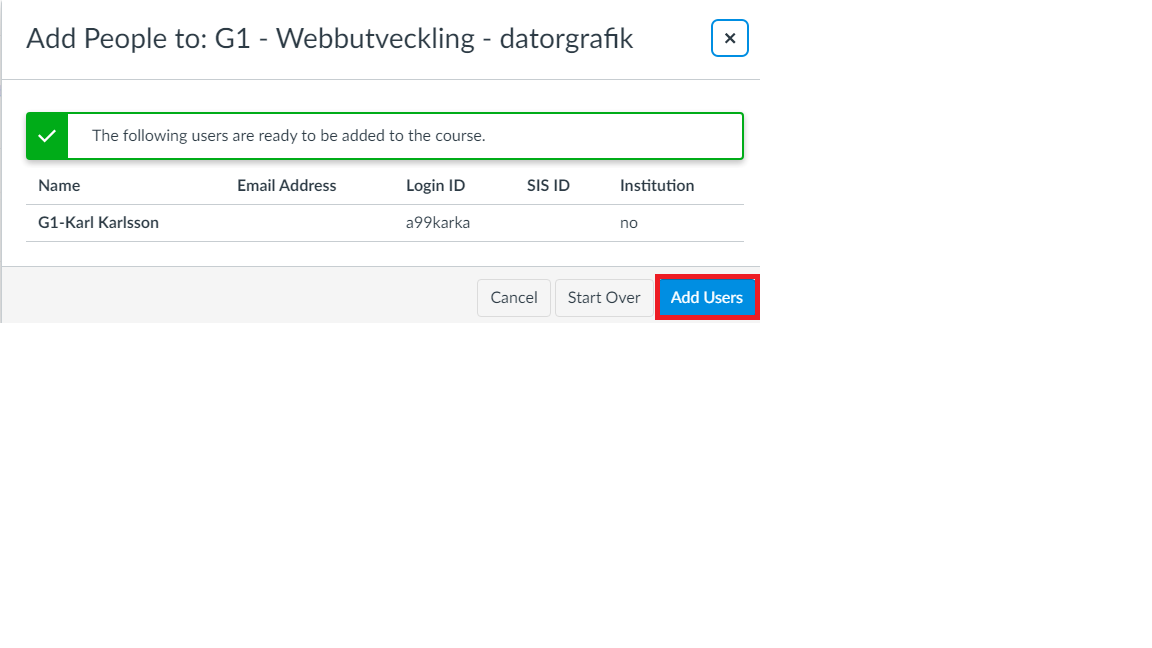 Add People to: G1 - Webbutveckling - datorgrafik
The following users are ready to be added to the course.
Name Email Address Login ID SIS ID Institution
G1-Karl Karlsson a99karka no
Cancel Start Over Add Users